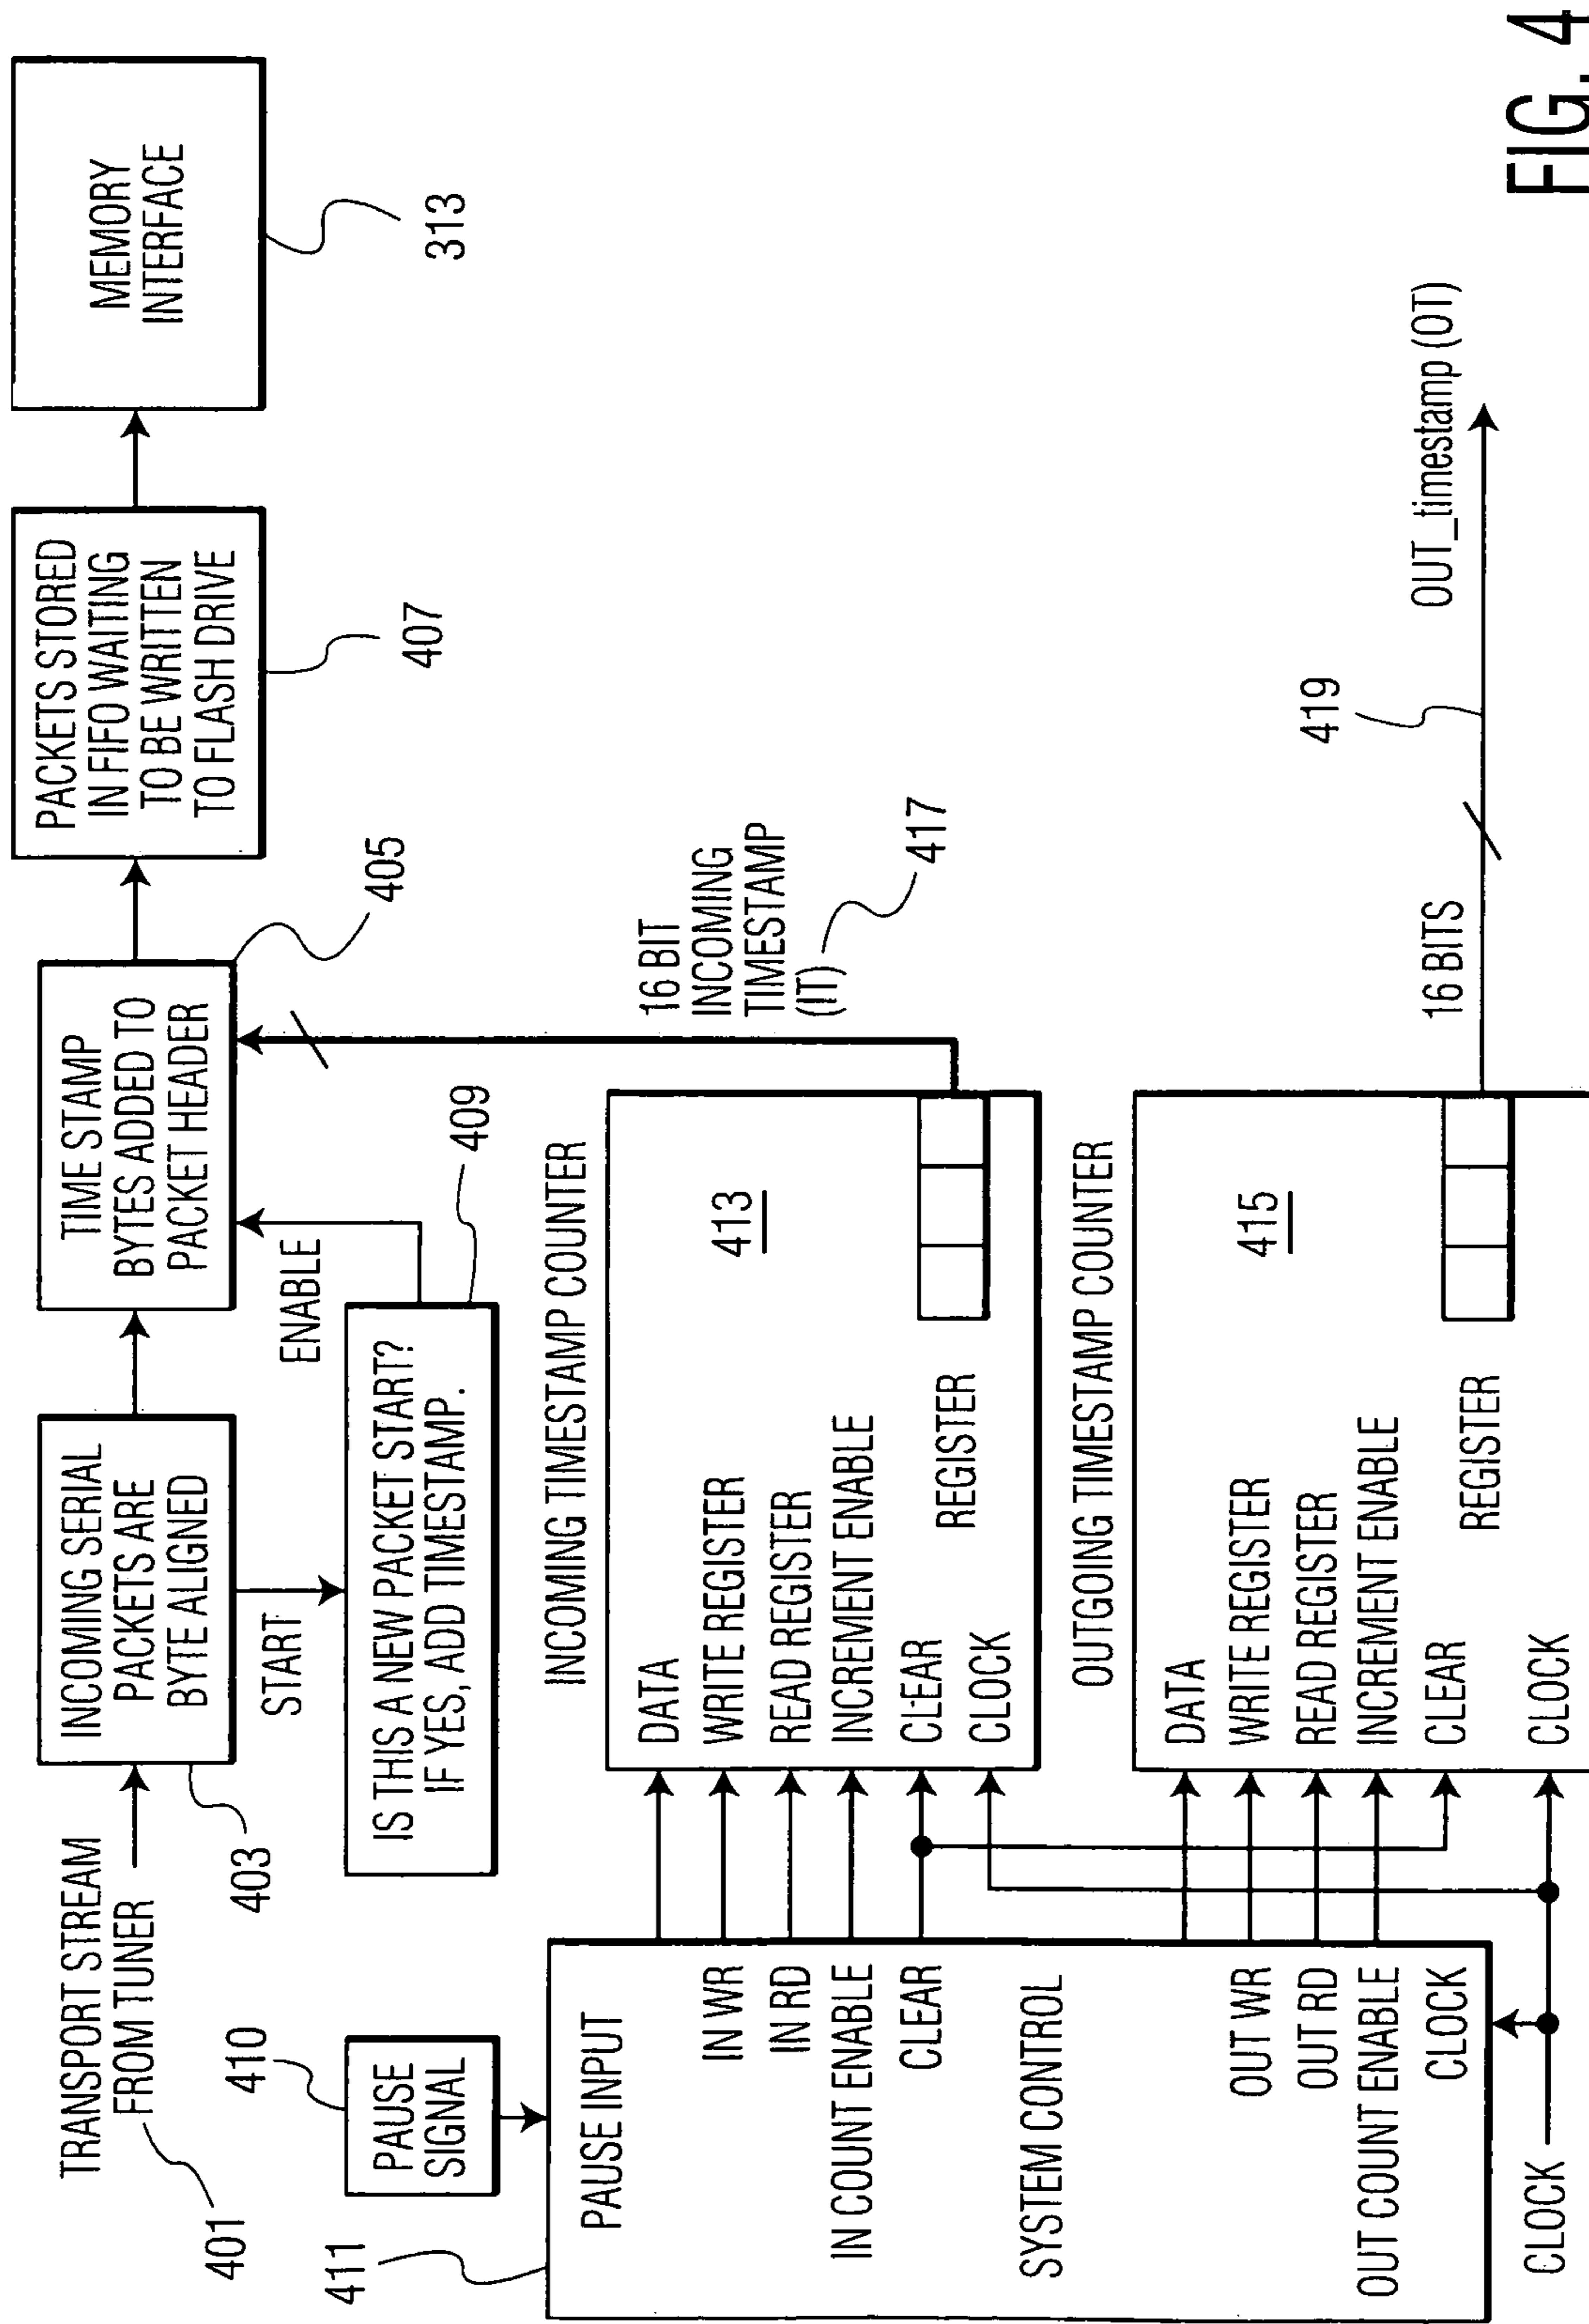 TRANSPORT STREAM
FROM TUNER
401
INCOMING SERIAL
PACKETS ARE
BYTE ALIGNED
403
TIME STAMP
BYTES ADDED TO
PACKET HEADER
405
PACKETS STORED
IN FIFO WAITING
TO BE WRITTEN
TO FLASH DRIVE
407
MEMORY
INTERFACE
313
START
ENABLE
IS THIS A NEW PACKET START?
IF YES, ADD TIMESTAMP.
409
410
PAUSE
SIGNAL
411
PAUSE INPUT
IN WR
IN RD
IN COUNT ENABLE
CLEAR
SYSTEM CONTROL
OUT WR
OUT RD
OUT COUNT ENABLE
CLOCK
CLOCK
INCOMING TIMESTAMP COUNTER
DATA
WRITE REGISTER
READ REGISTER
INCREMENT ENABLE
CLEAR
CLOCK
413
REGISTER
16 BIT
INCOMING
TIMESTAMP
(IT)
417
OUTGOING TIMESTAMP COUNTER
DATA
WRITE REGISTER
READ REGISTER
INCREMENT ENABLE
CLEAR
CLOCK
415
REGISTER
16 BITS
419
OUT_timestamp (OT)
FIG. 4